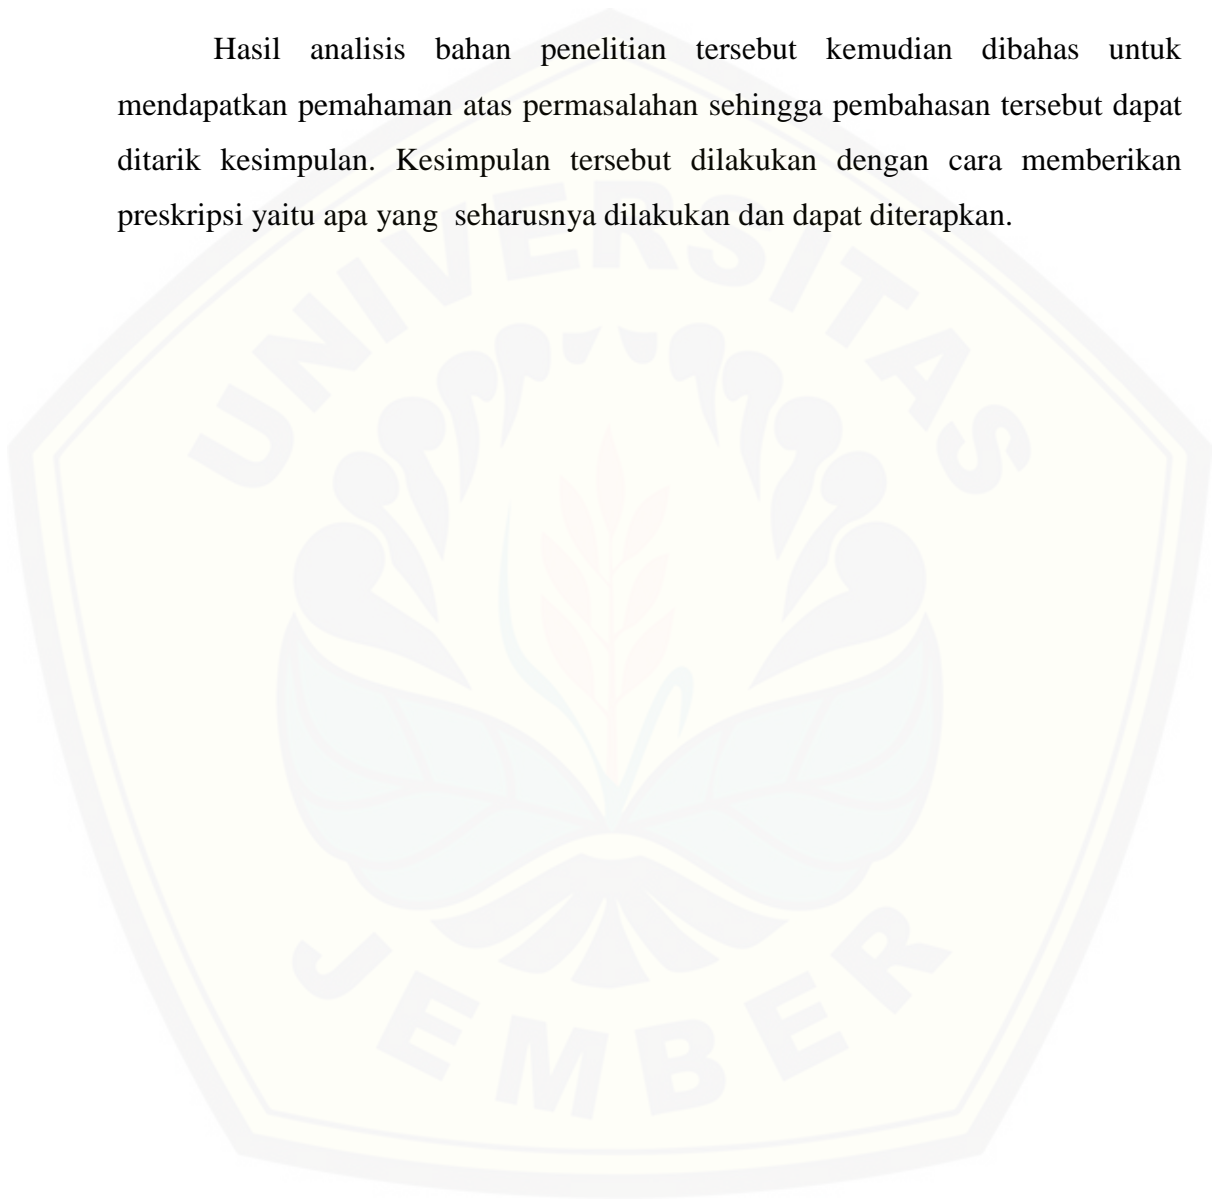 Hasil analisis bahan penelitian tersebut kemudian dibahas untuk
mendapatkan pemahaman atas permasalahan sehingga pembahasan tersebut dapat
ditarik kesimpulan. Kesimpulan tersebut dilakukan dengan cara memberikan
preskripsi yaitu apa yang  seharusnya dilakukan dan dapat diterapkan.
UNIVERSITAS
JEMBER